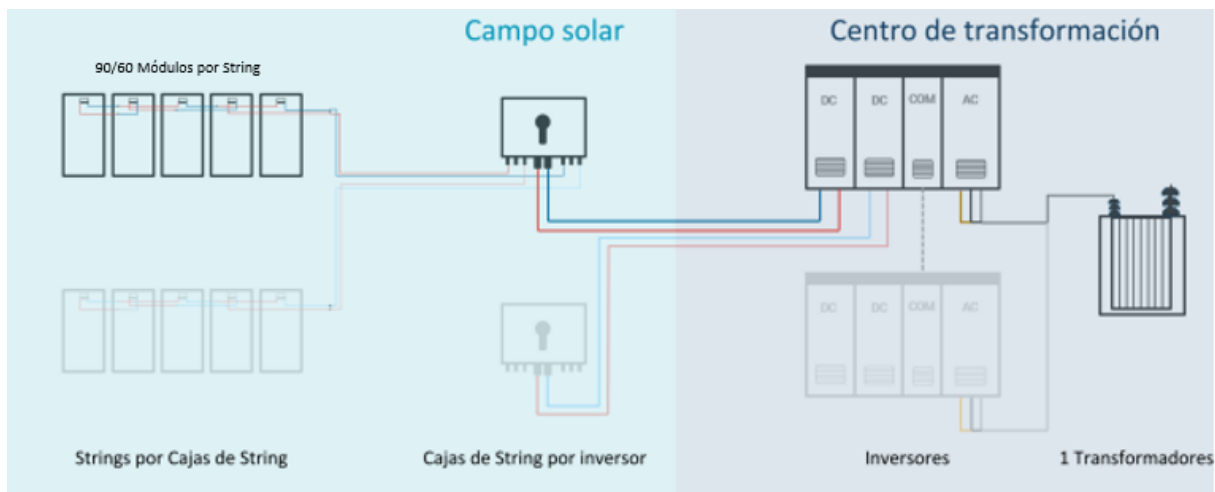 Campo solar
Centro de transformación
90/60 Módulos por String
DC DC COM AC
DC DC COM AC
Strings por Cajas de String
Cajas de String por inversor
Inversores
1 Transformadores